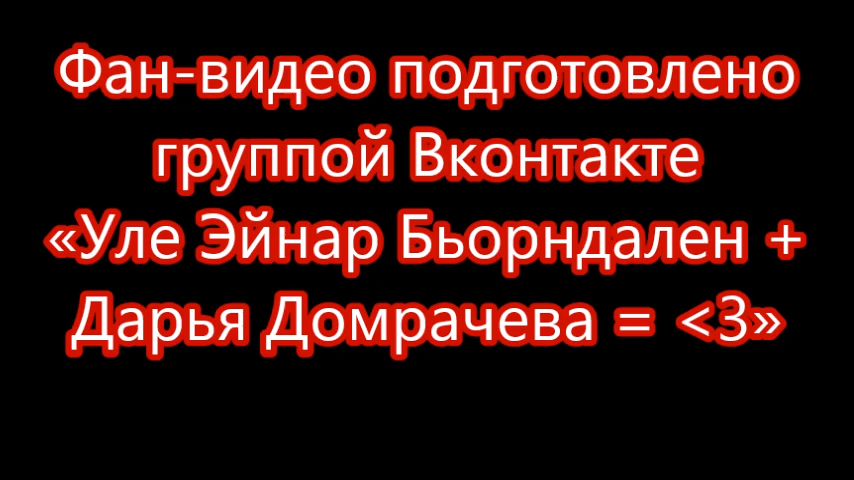 Фан-видео подготовлено
группой Вконтакте
«Уле Эйнар Бьорндален +
Дарья Домрачева = <3»